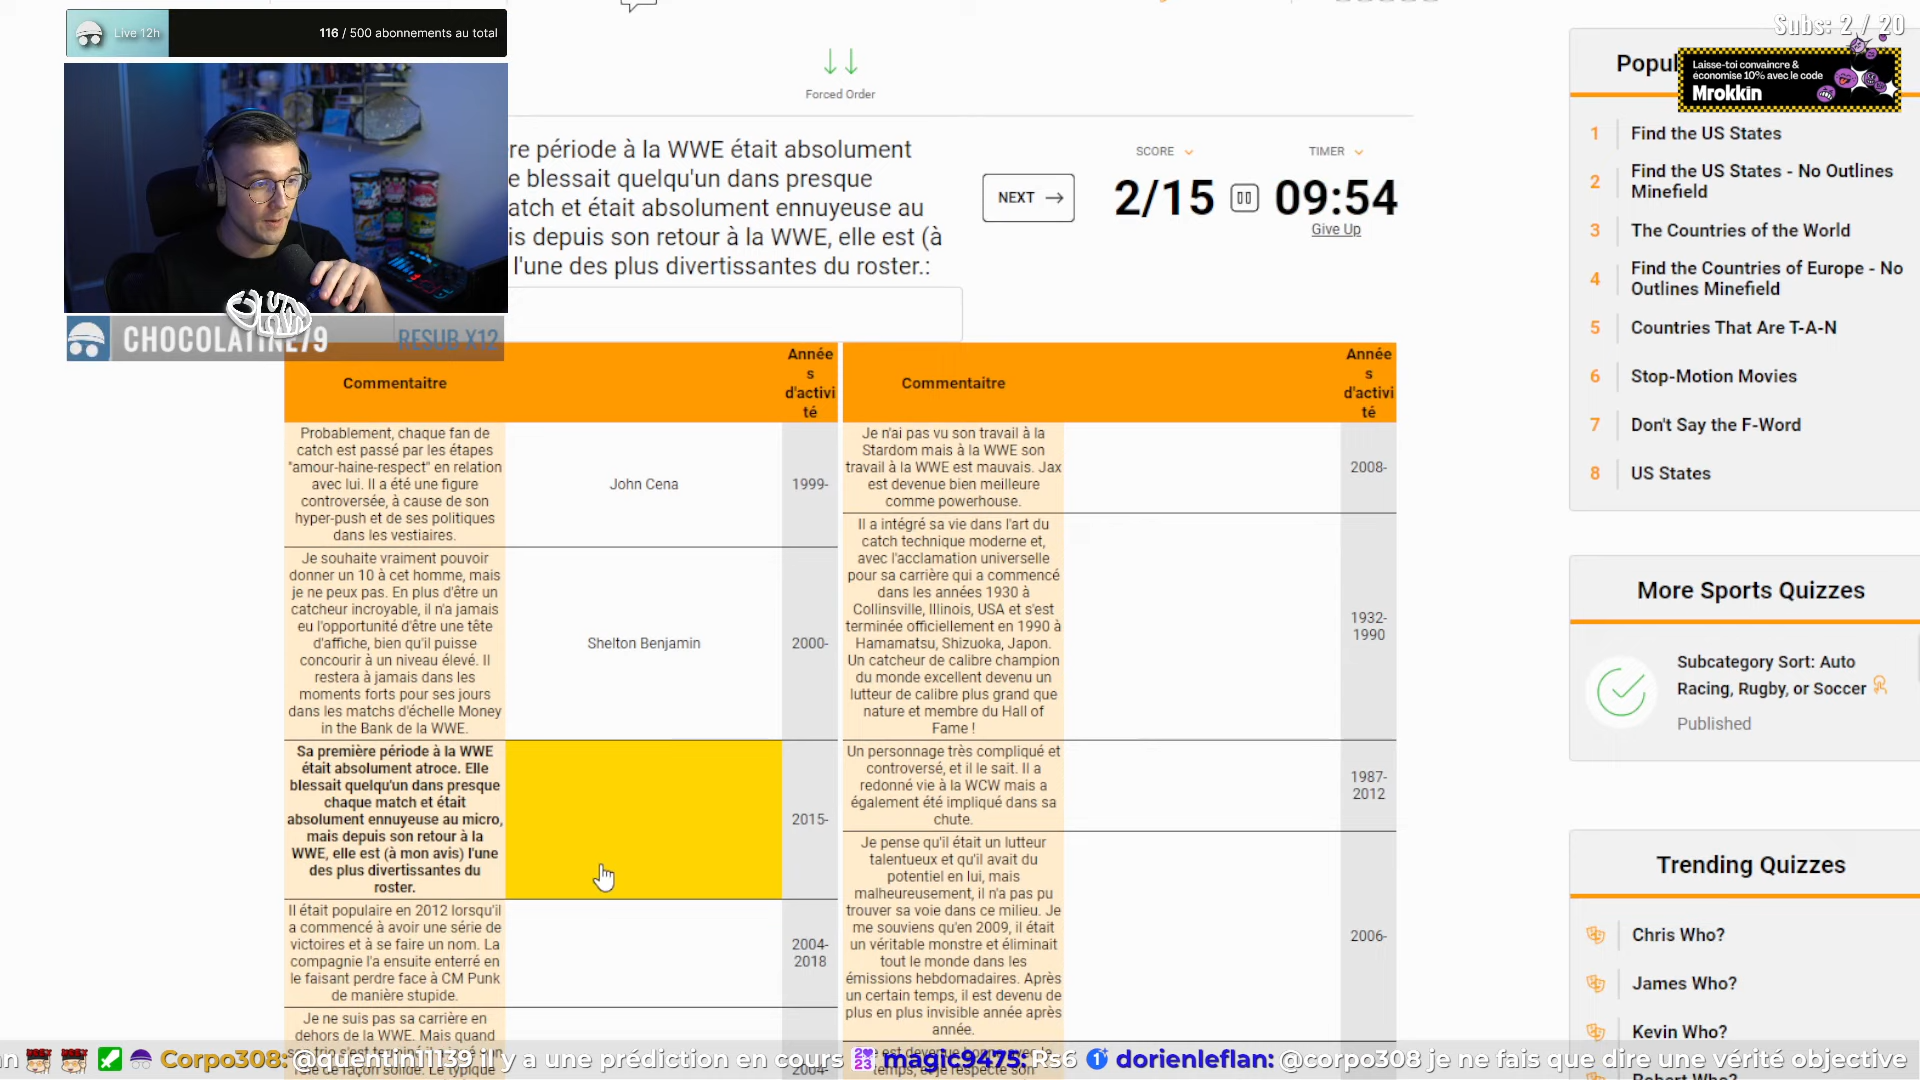 Live 12h
116 / 500 abonnements au total
Subs: 2 / 20
Laisse-toi convaincre &
économise 10% avec le code
Mrokkin
CHOCOLATINE79
RESUB X12
Forced Order
re période à la WWE était absolument
e blessait quelqu'un dans presque
atch et était absolument ennuyeuse au
is depuis son retour à la WWE, elle est (à
l'une des plus divertissantes du roster.:
NEXT →
SCORE
2/15
TIMER
09:54
Give Up
Commentaitre
Année
s
d'activi
té
Probablement, chaque fan de
catch est passé par les étapes
"amour-haine-respect" en relation
avec lui. Il a été une figure
controversée, à cause de son
hyper-push et de ses politiques
dans les vestiaires.
John Cena
1999-
Je souhaite vraiment pouvoir
donner un 10 à cet homme, mais
je ne peux pas. En plus d'être un
catcheur incroyable, il n'a jamais
eu l'opportunité d'être une tête
d'affiche, bien qu'il puisse
concourir à un niveau élevé. Il
restera à jamais dans les
moments forts pour ses jours
dans les matchs d'échelle Money
in the Bank de la WWE.
Shelton Benjamin
2000-
Sa première période à la WWE
était absolument atroce. Elle
blessait quelqu'un dans presque
chaque match et était
absolument ennuyeuse au micro,
mais depuis son retour à la
WWE, elle est (à mon avis) l'une
des plus divertissantes du
roster.
2015-
Il était populaire en 2012 lorsqu'il
a commencé à avoir une série de
victoires et à se faire un nom. La
compagnie l'a ensuite enterré en
le faisant perdre face à CM Punk
de manière stupide.
2004-
2018
Je ne suis pas sa carrière en
dehors de la WWE. Mais quand
2004-
Commentaitre
Année
s
d'activi
té
Je n'ai pas vu son travail à la
Stardom mais à la WWE son
travail à la WWE est mauvais. Jax
est devenue bien meilleure
comme powerhouse.
2008-
Il a intégré sa vie dans l'art du
catch technique moderne et,
avec l'acclamation universelle
pour sa carrière qui a commencé
dans les années 1930 à
Collinsville, Illinois, USA et s'est
terminée officiellement en 1990 à
Hamamatsu, Shizuoka, Japon.
Un catcheur de calibre champion
du monde excellent devenu un
lutteur de calibre plus grand que
nature et membre du Hall of
Fame !
1932-
1990
Un personnage très compliqué et
controversé, et il le sait. Il a
redonné vie à la WCW mais a
également été impliqué dans sa
chute.
1987-
2012
Je pense qu'il était un lutteur
talentueux et qu'il avait du
potentiel en lui, mais
malheureusement, il n'a pas pu
trouver sa voie dans ce milieu. Je
me souviens qu'en 2009, il était
un véritable monstre et éliminait
tout le monde dans les
émissions hebdomadaires. Après
un certain temps, il est devenu de
plus en plus invisible année après
année.
2006-
Popul
1 Find the US States
2 Find the US States - No Outlines
Minefield
3 The Countries of the World
4 Find the Countries of Europe - No
Outlines Minefield
5 Countries That Are T-A-N
6 Stop-Motion Movies
7 Don't Say the F-Word
8 US States
More Sports Quizzes
Subcategory Sort: Auto
Racing, Rugby, or Soccer
Published
Trending Quizzes
Chris Who?
James Who?
Kevin Who?
Corpo308: @quentin11139 il y a une prédiction en cours magic9475: Rs6 dorienleflan: @corpo308 je ne fais que dire une vérité objective